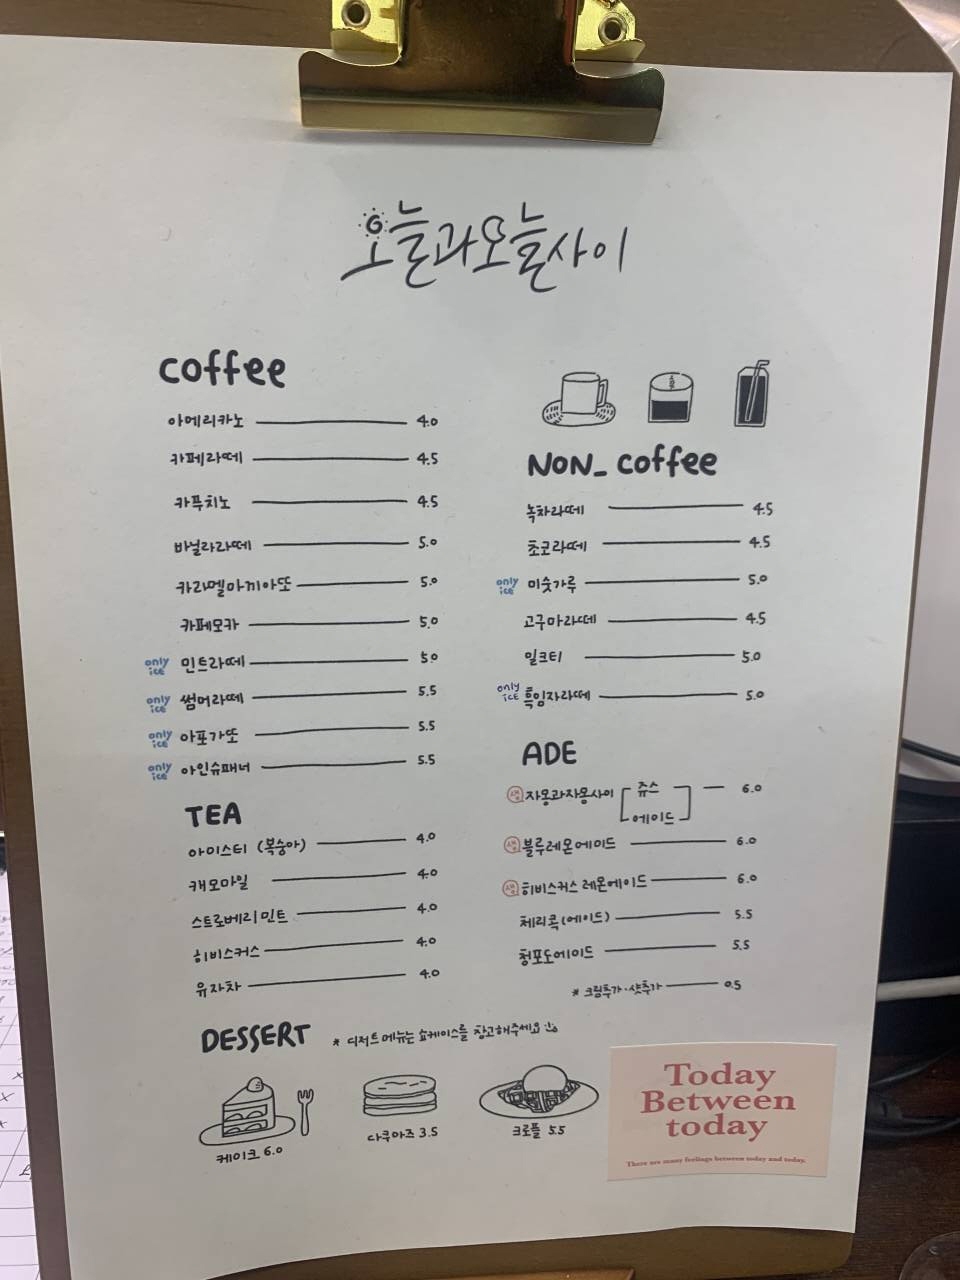 오늘과오늘사이
coffee
아메리카노 4.0
카페라떼 4.5
카푸치노 4.5
바닐라라떼 5.0
카라멜마끼아또 5.0
카페모카 5.0
only ice 민트라떼 5.0
only ice 썸머라떼 5.5
only ice 아포가또 5.5
only ice 아인슈패너 5.5
TEA
아이스티 (복숭아) 4.0
캐모마일 4.0
스트로베리민트 4.0
히비스커스 4.0
유자차 4.0
NON_ coffee
녹차라떼 4.5
초코라떼 4.5
only ice 미숫가루 5.0
고구마라떼 4.5
밀크티 5.0
only ice 흑임자라떼 5.0
ADE
생 자몽과자몽사이 [ 쥬스 ] 6.0
에이드
생 블루레몬에이드 6.0
생 히비스커스 레몬에이드 6.0
체리콕(에이드) 5.5
청포도에이드 5.5
* 크림추가·샷추가 0.5
DESSERT * 디저트 메뉴는 쇼케이스를 참고해주세요
케이크 6.0
다쿠아즈 3.5
크로플 5.5
Today
Between
today
There are many feelings between today and today.